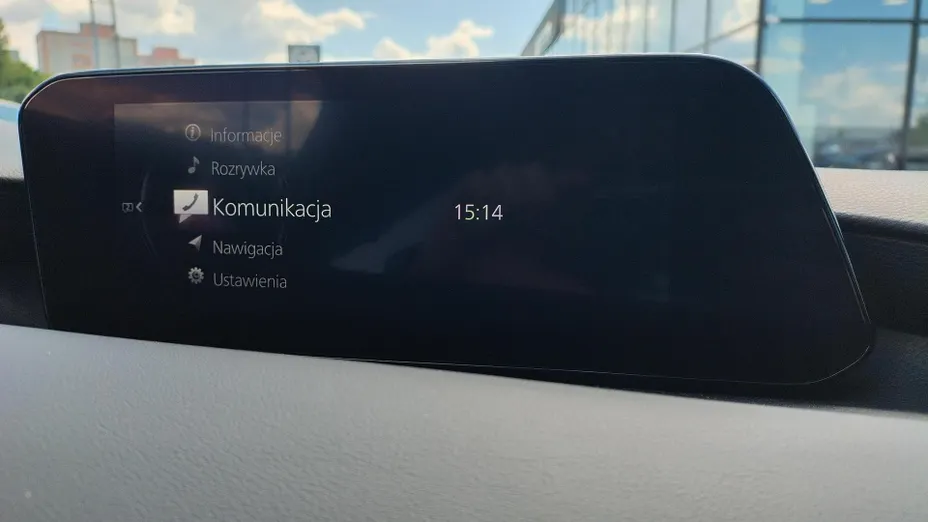 Informacje
Rozrywka
Komunikacja
15:14
Nawigacja
Ustawienia